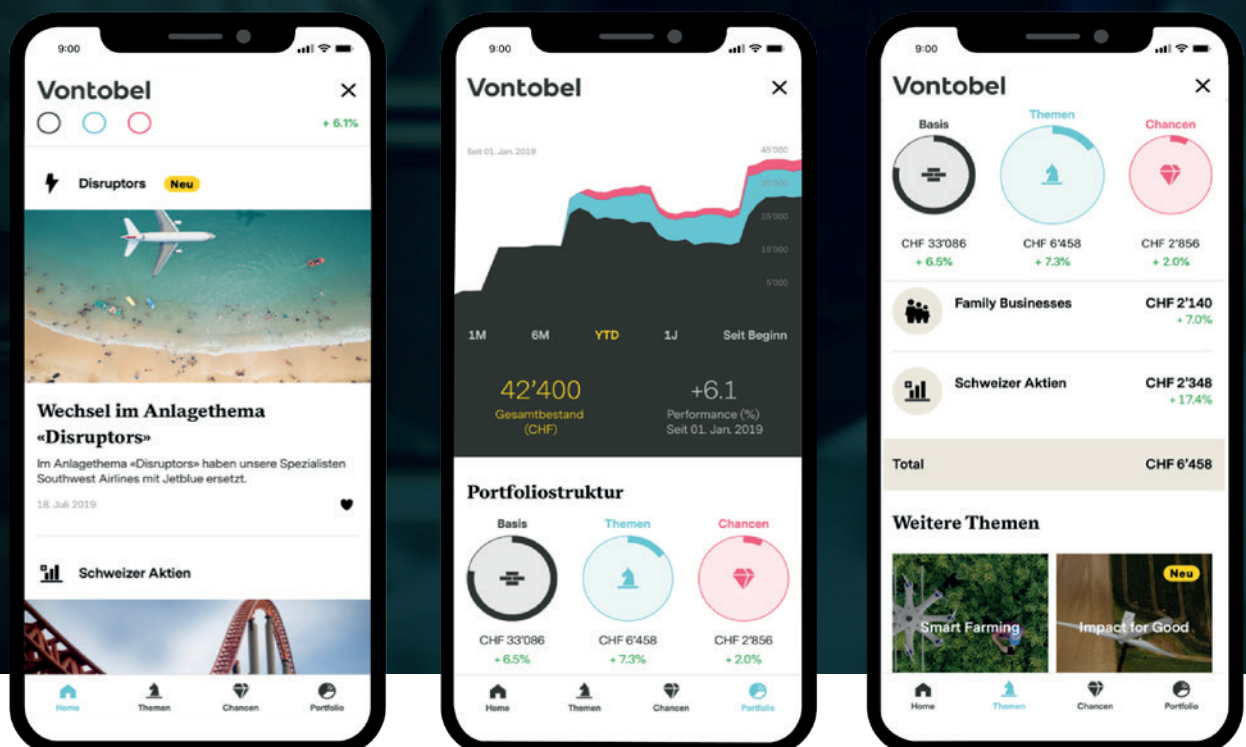 9:00
Vontobel
+ 6.1%
Disruptors Neu
Wechsel im Anlagethema
«Disruptors»
Im Anlagethema «Disruptors» haben unsere Spezialisten
Southwest Airlines mit Jetblue ersetzt.
18. Juli 2019
Schweizer Aktien
Home Themen Chancen Portfolio
9:00
Vontobel
Seit 01. Jan. 2019
45'000
35'000
25'000
15'000
5'000
1M 6M YTD 1J Seit Beginn
42'400 +6.1
Gesamtbestand Performance (%)
(CHF) Seit 01. Jan. 2019
Portfoliostruktur
Basis Themen Chancen
CHF 33'086 CHF 6'458 CHF 2'856
+ 6.5% + 7.3% + 2.0%
Home Themen Chancen Portfolio
9:00
Vontobel
Basis Themen Chancen
CHF 33'086 CHF 6'458 CHF 2'856
+ 6.5% + 7.3% + 2.0%
Family Businesses CHF 2'140
+ 7.0%
Schweizer Aktien CHF 2'348
+ 17.4%
Total CHF 6'458
Weitere Themen
Neu
Smart Farming Impact for Good
Home Themen Chancen Portfolio